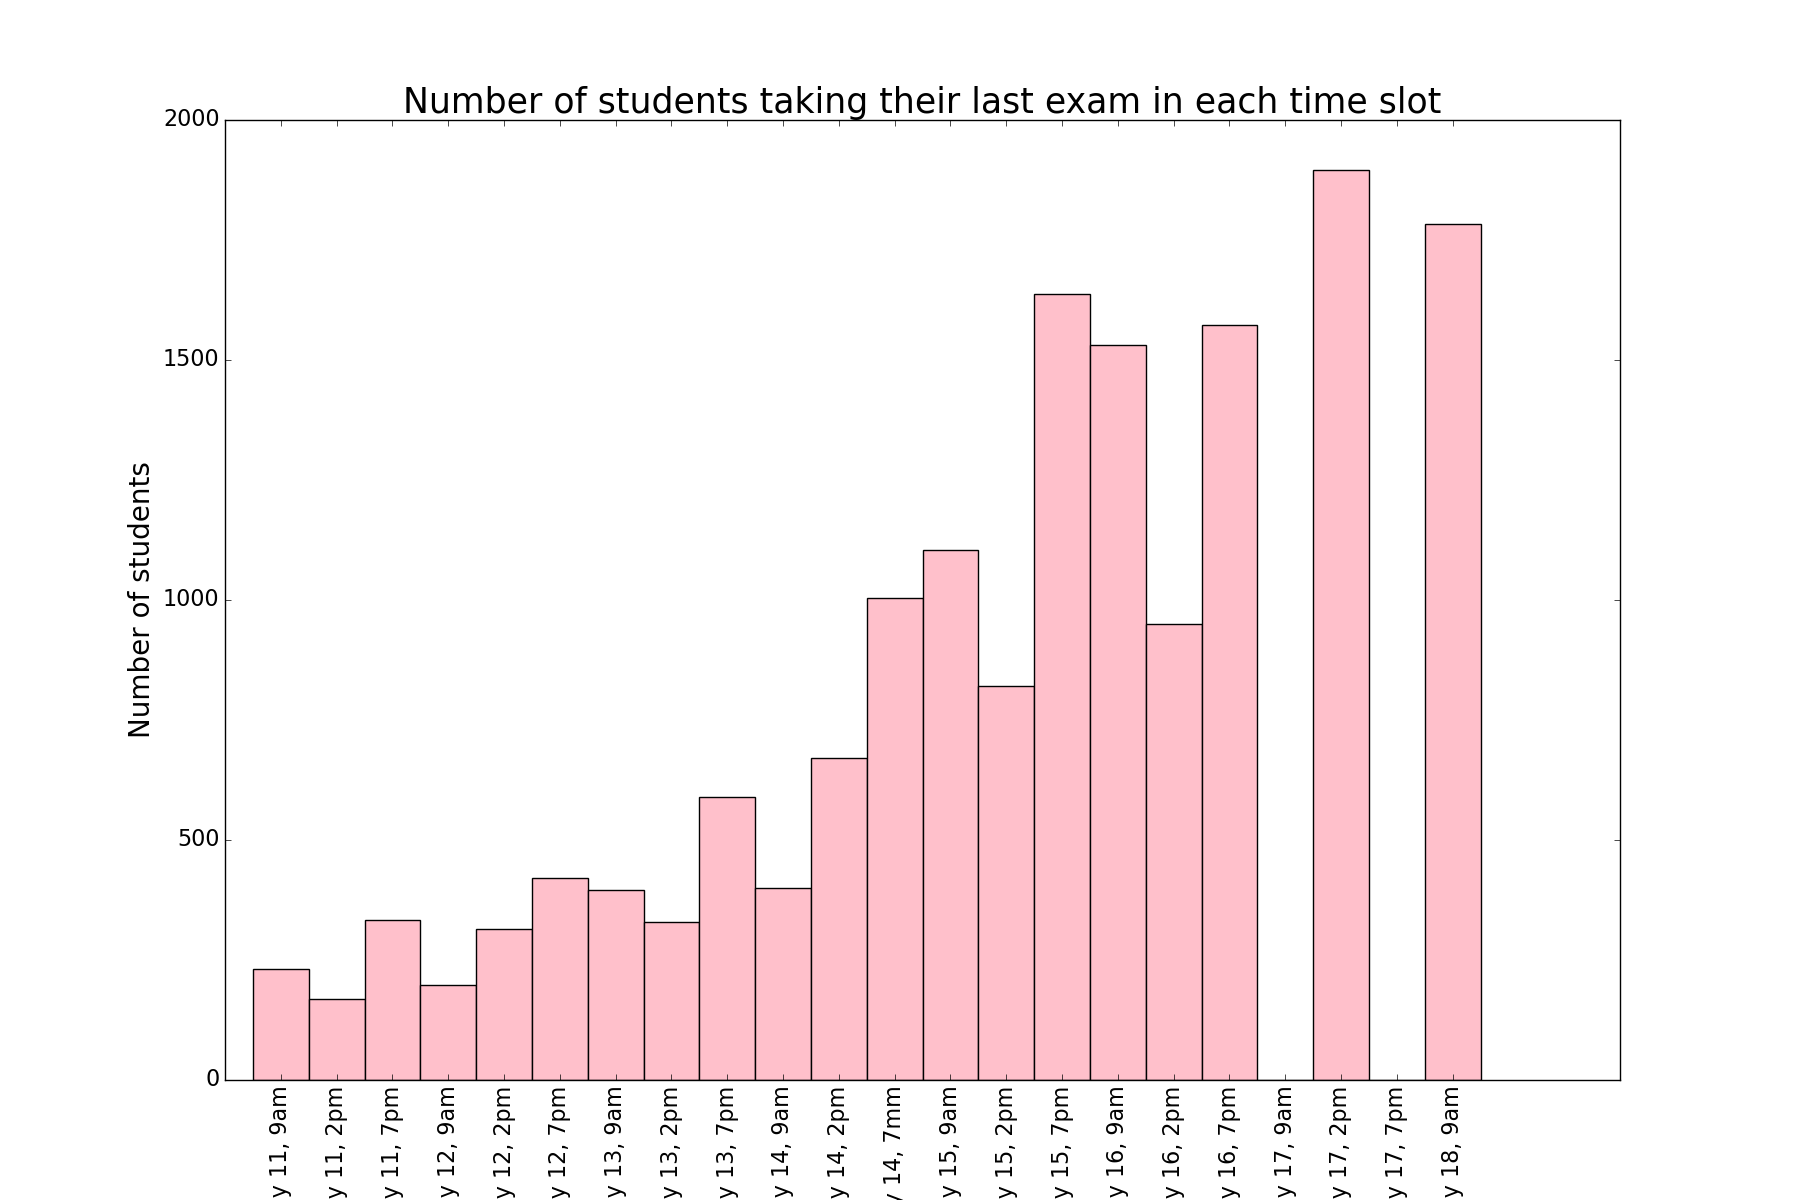 Number of students taking their last exam in each time slot
Number of students
2000
1500
1000
500
0
y 11, 9am
y 11, 2pm
y 11, 7pm
y 12, 9am
y 12, 2pm
y 12, 7pm
y 13, 9am
y 13, 2pm
y 13, 7pm
y 14, 9am
y 14, 2pm
y 14, 7mm
y 15, 9am
y 15, 2pm
y 15, 7pm
y 16, 9am
y 16, 2pm
y 16, 7pm
y 17, 9am
y 17, 2pm
y 17, 7pm
y 18, 9am